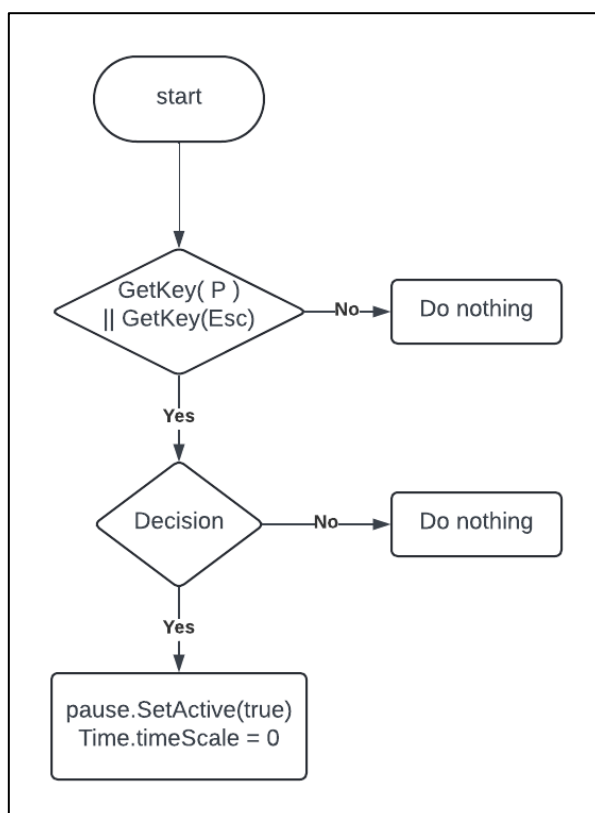 start
GetKey( P )
|| GetKey(Esc)
No
Do nothing
Yes
Decision
No
Do nothing
Yes
pause.SetActive(true)
Time.timeScale = 0